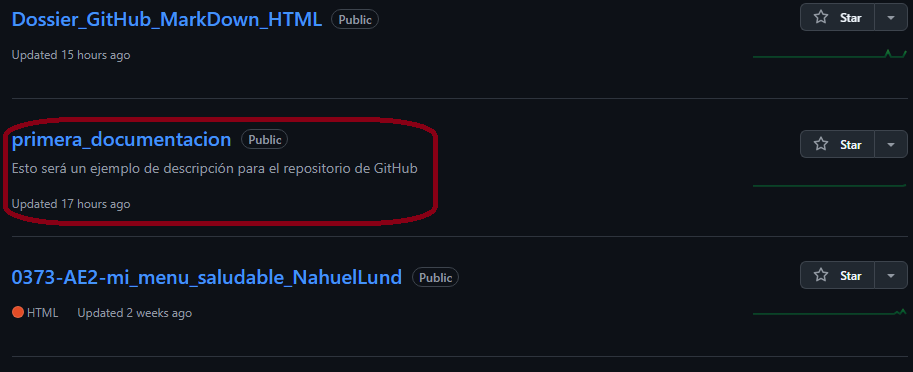 Dossier_GitHub_MarkDown_HTML Public Star
Updated 15 hours ago
primera_documentacion Public Star
Esto será un ejemplo de descripción para el repositorio de GitHub
Updated 17 hours ago
0373-AE2-mi_menu_saludable_NahuelLund Public Star
HTML Updated 2 weeks ago